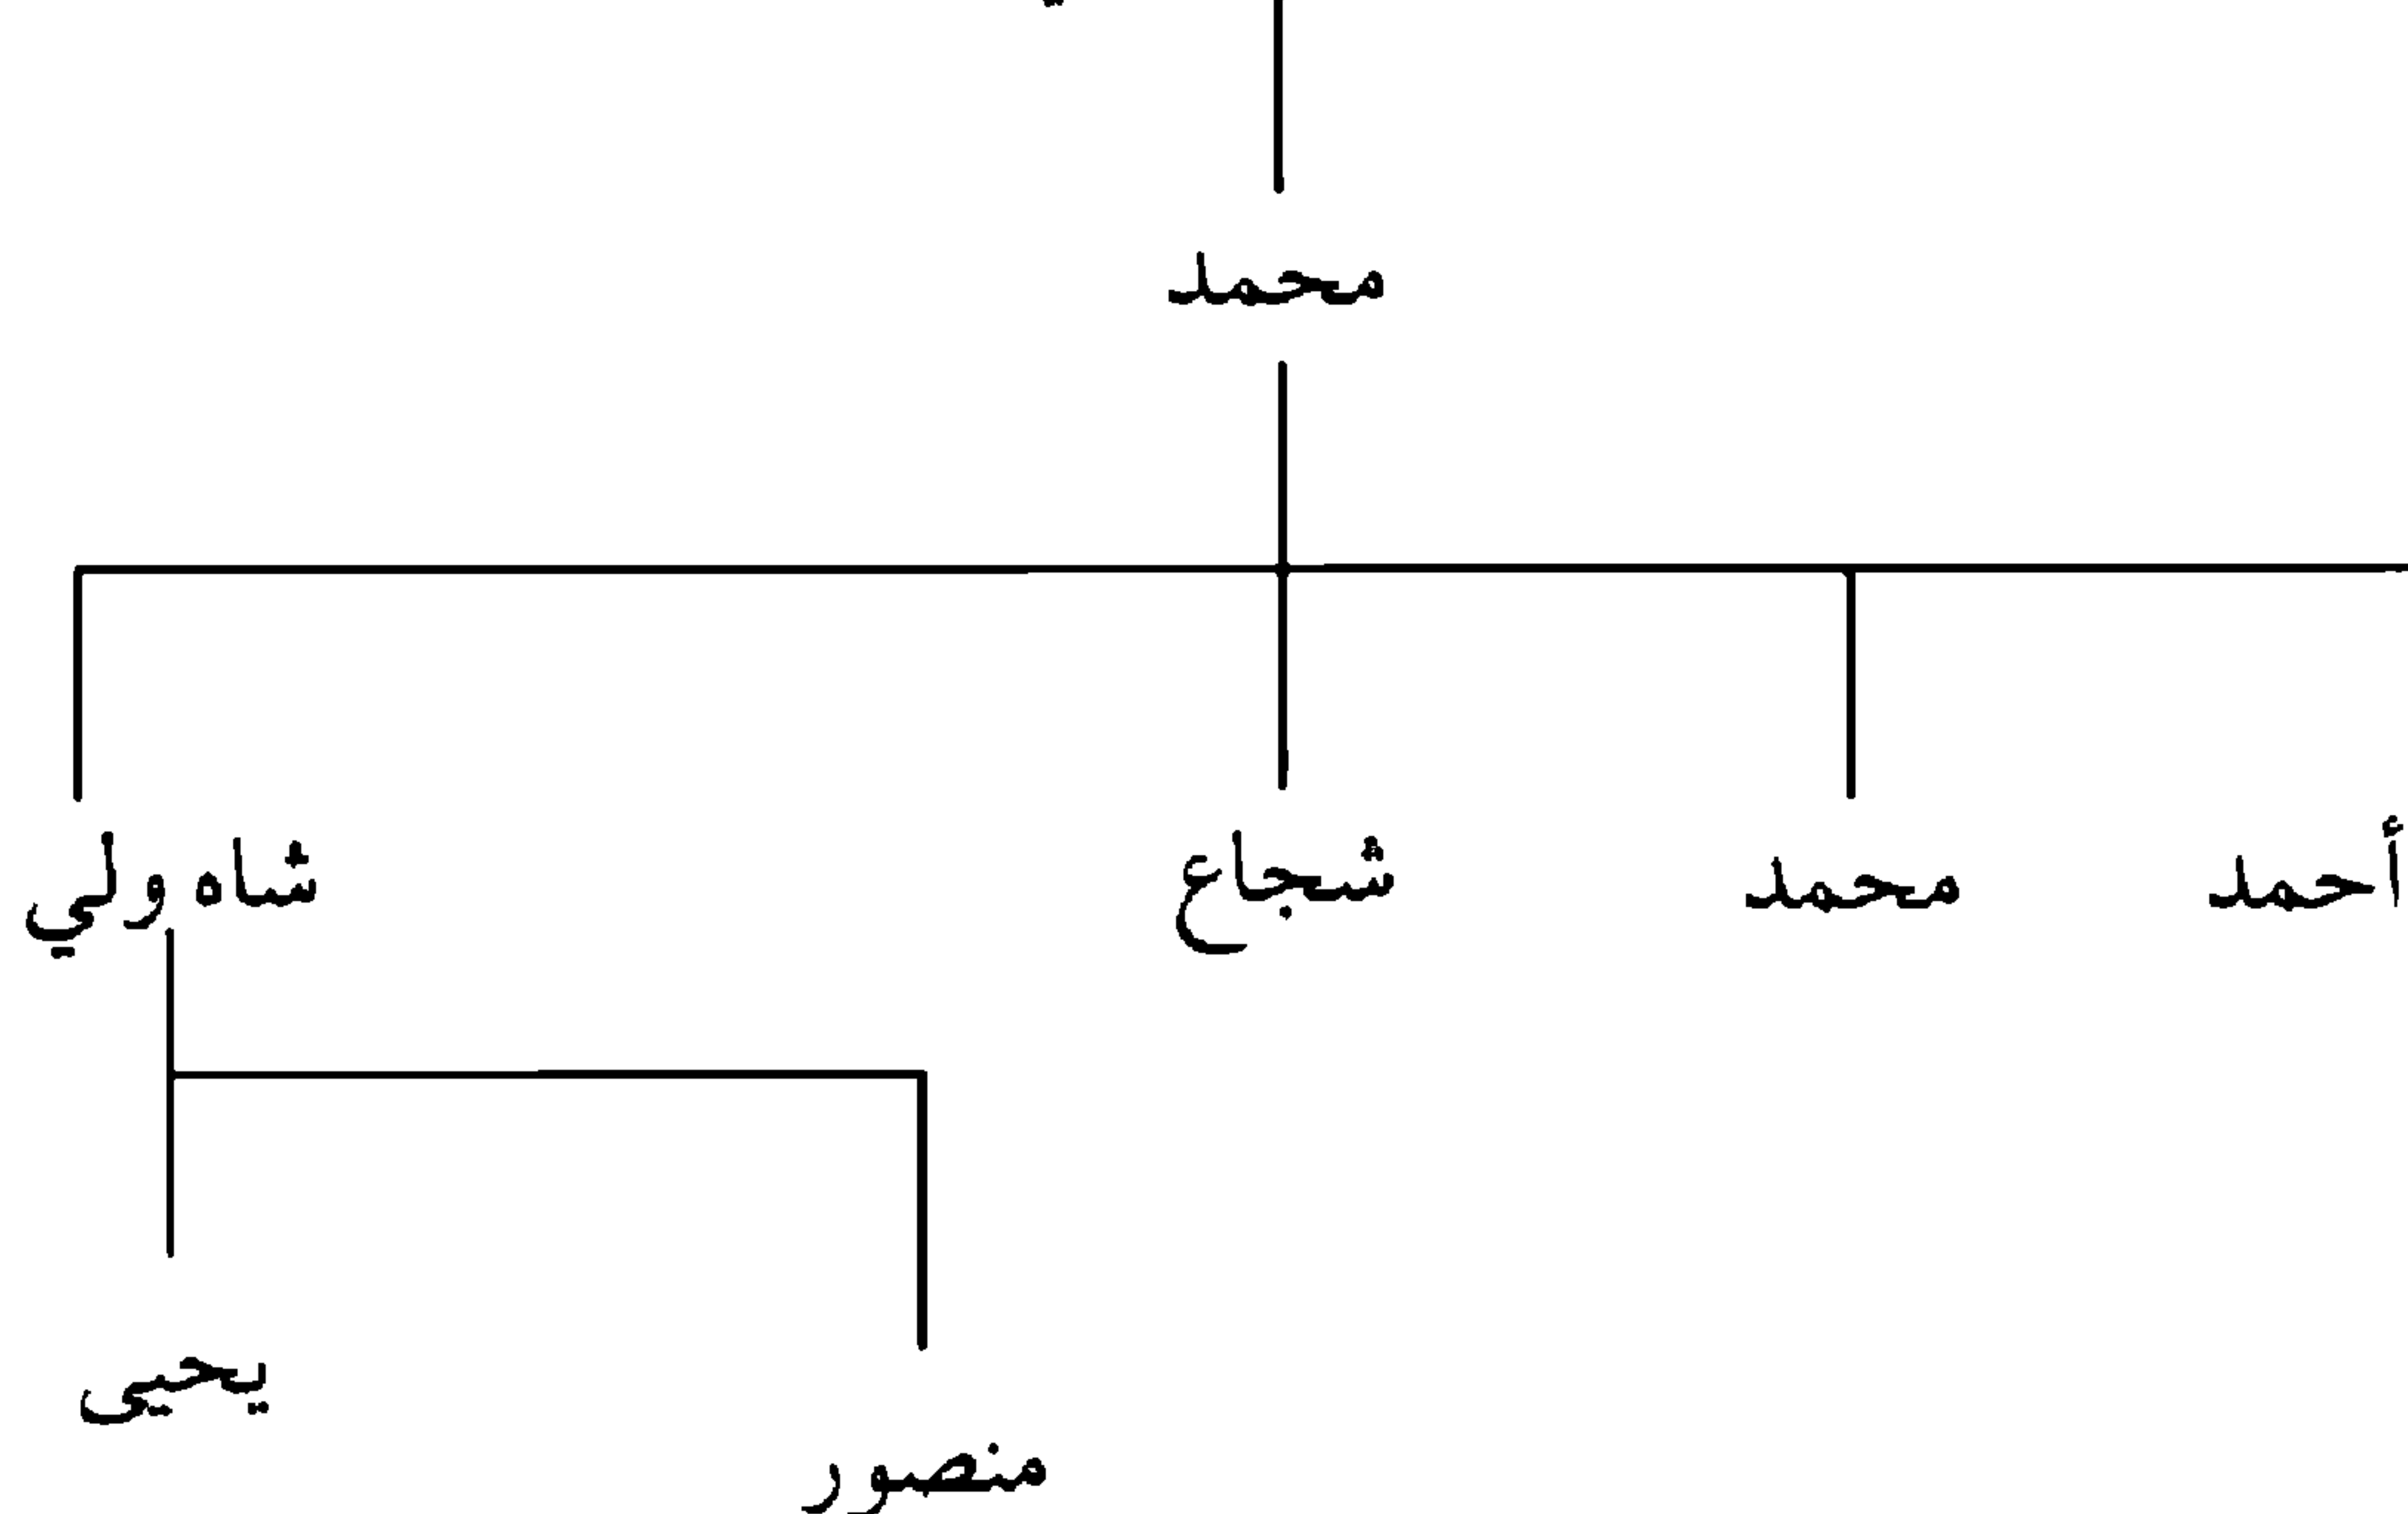 محمد
أحمد محمد شجاع شاه ولي
يحيى
منصور